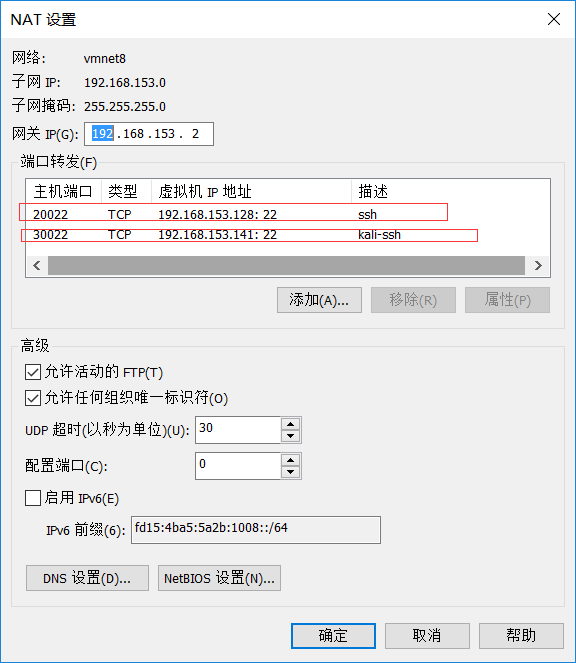 NAT 设置
网络: vmnet8
子网 IP: 192.168.153.0
子网掩码: 255.255.255.0
网关 IP(G): 192 . 168 . 153 . 2
端口转发(F)
主机端口 类型 虚拟机 IP 地址 描述
20022 TCP 192.168.153.128: 22 ssh
30022 TCP 192.168.153.141: 22 kali-ssh
添加(A)... 移除(R) 属性(P)
高级
允许活动的 FTP(T)
允许任何组织唯一标识符(O)
UDP 超时(以秒为单位)(U): 30
配置端口(C): 0
启用 IPv6(E)
IPv6 前缀(6): fd15:4ba5:5a2b:1008::/64
DNS 设置(D)... NetBIOS 设置(N)...
确定 取消 帮助